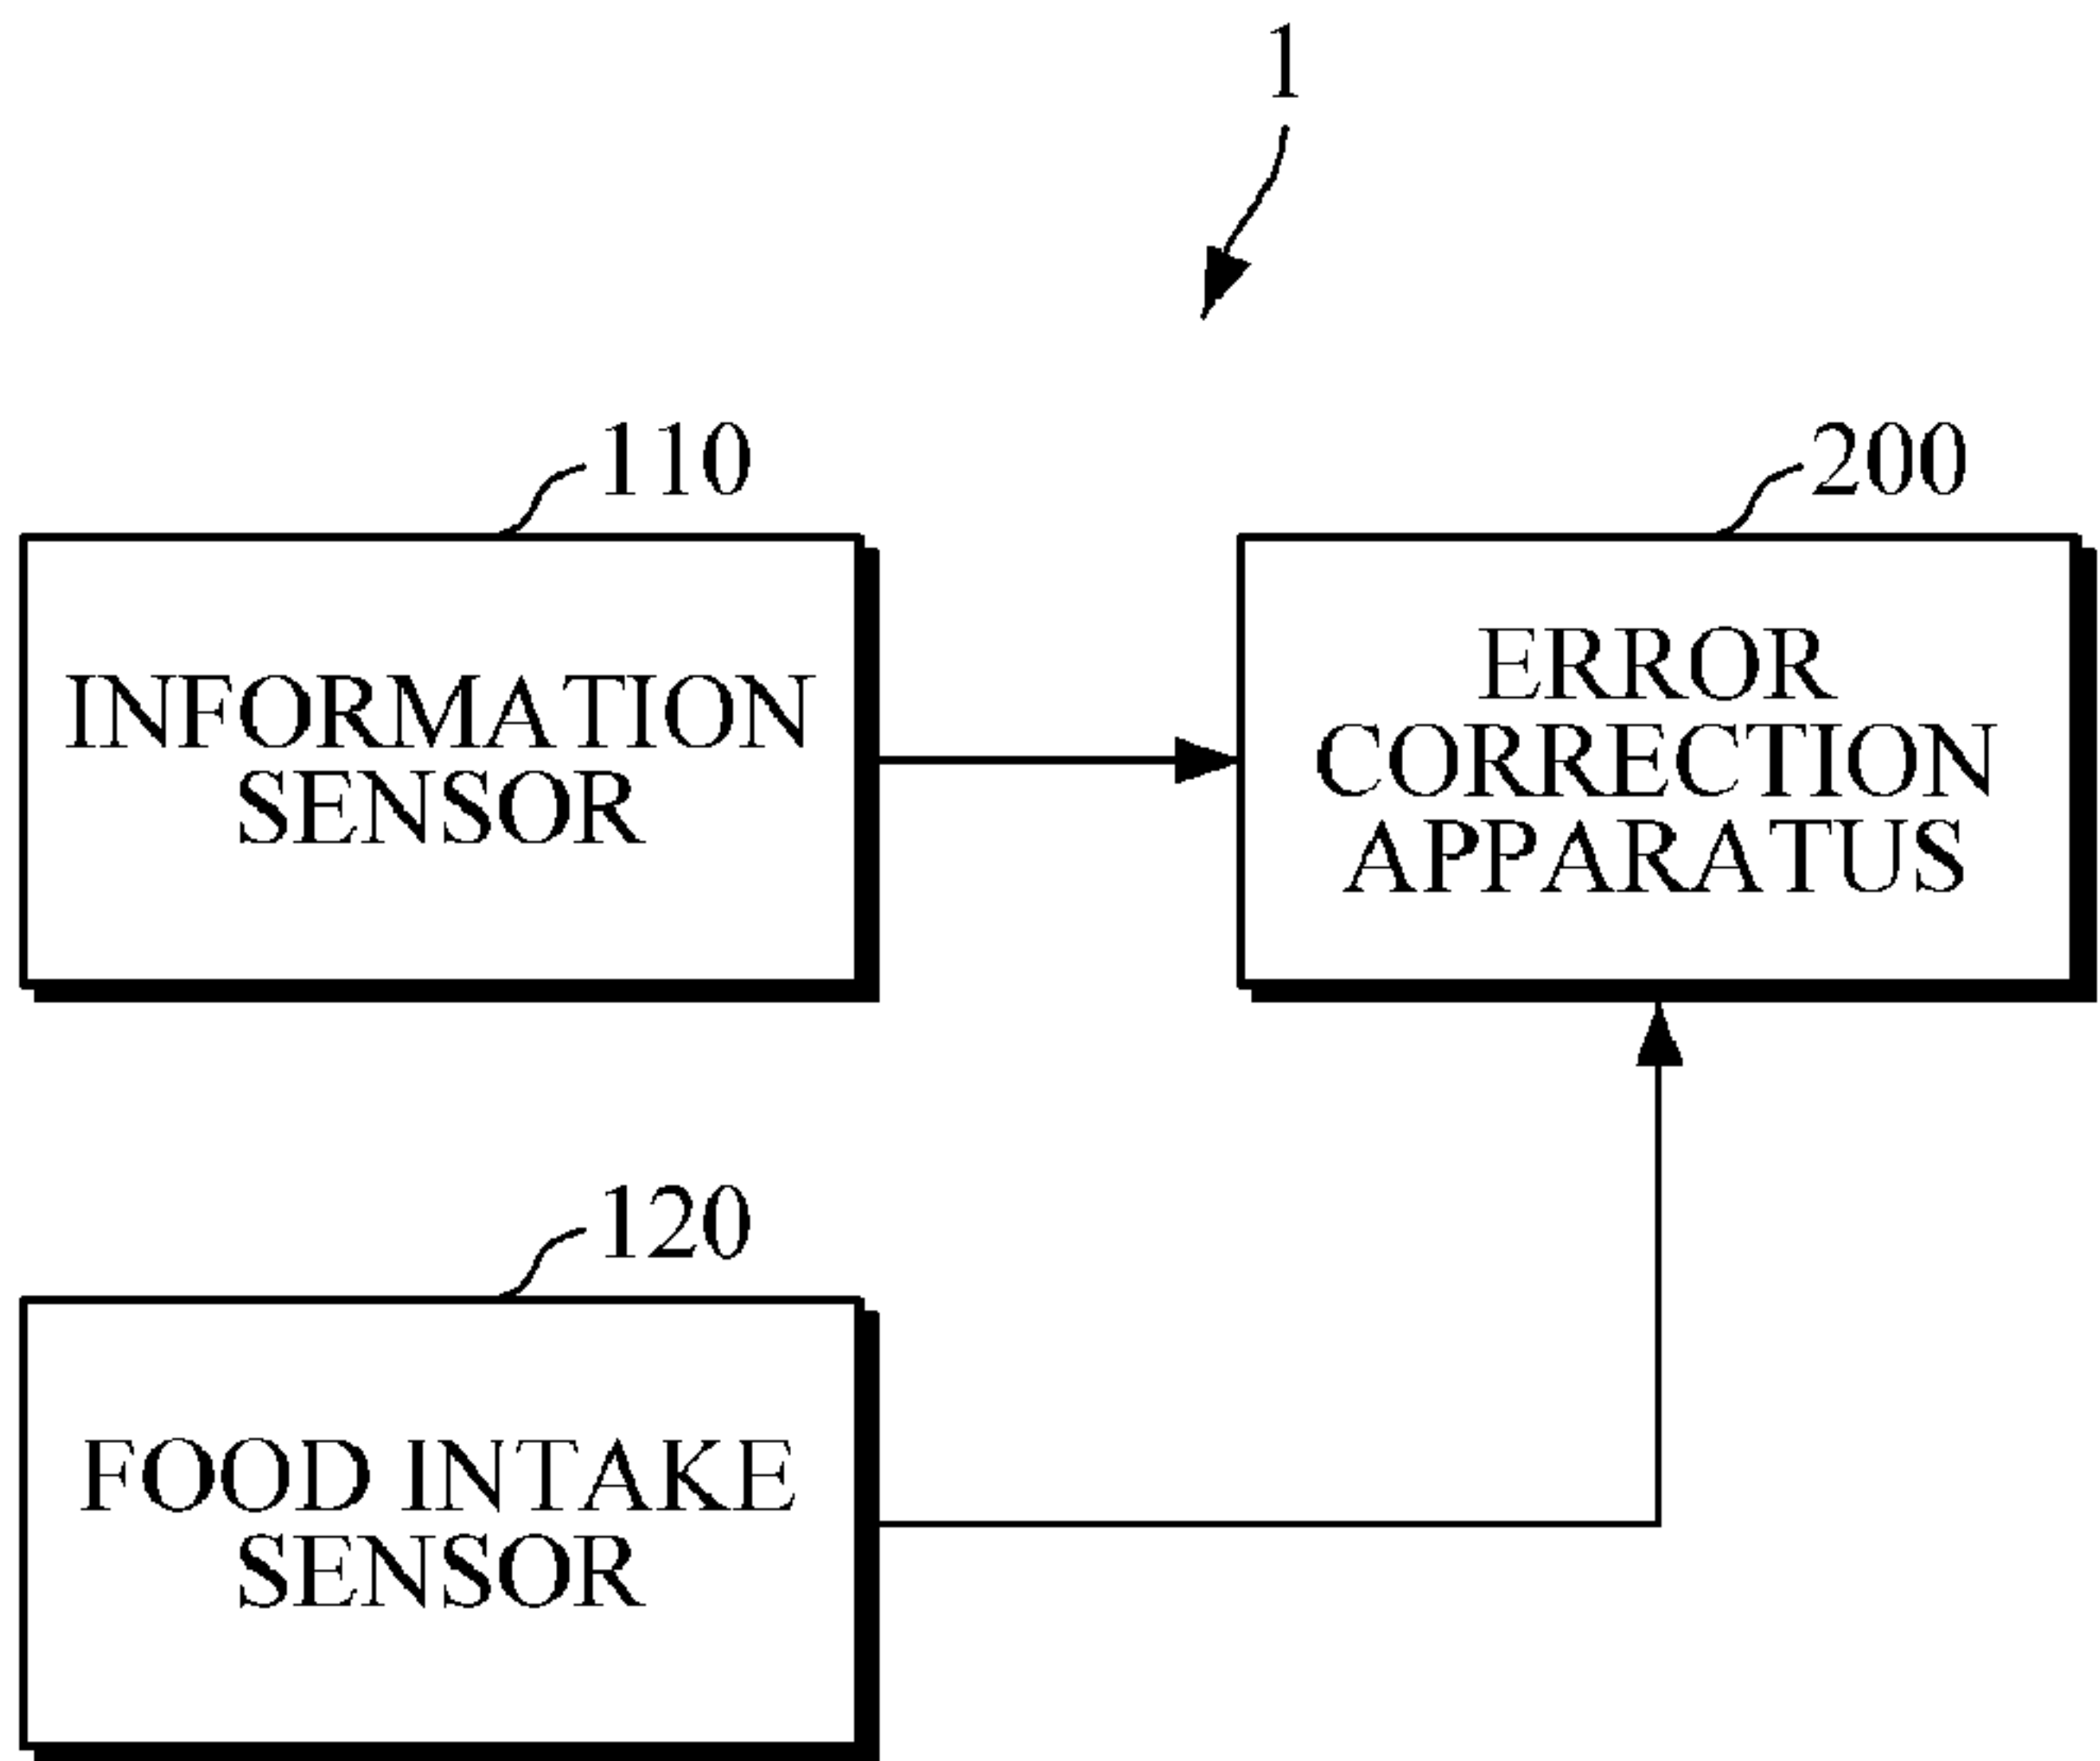 1
110
INFORMATION
SENSOR
200
ERROR
CORRECTION
APPARATUS
120
FOOD INTAKE
SENSOR